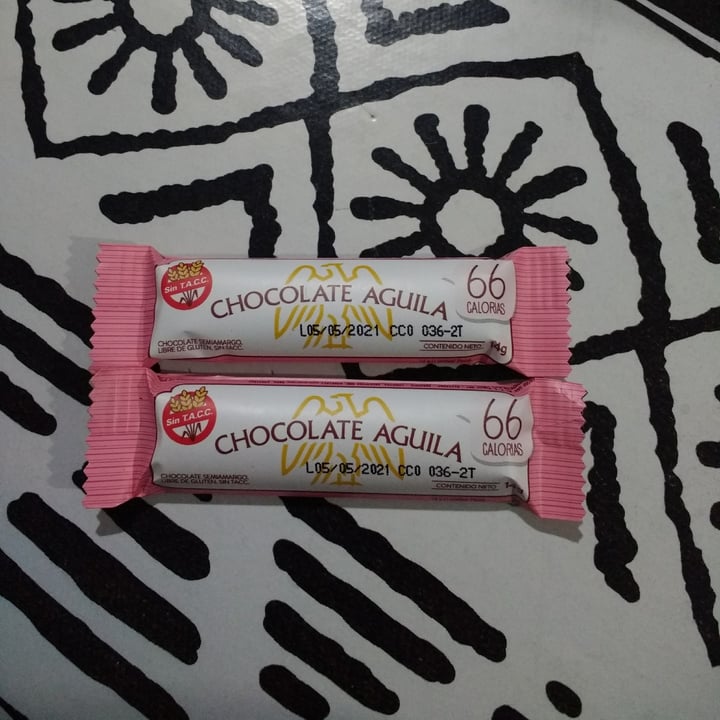 Sin T.A.C.C.
CHOCOLATE AGUILA
66
CALORIAS
L05/05/2021 CC0 036-2T
CHOCOLATE SEMIAMARGO.
LIBRE DE GLUTEN, SIN TACC.
CONTENIDO NETO: 14g
Sin T.A.C.C.
CHOCOLATE AGUILA
66
CALORIAS
L05/05/2021 CC0 036-2T
CHOCOLATE SEMIAMARGO.
LIBRE DE GLUTEN, SIN TACC.
CONTENIDO NETO